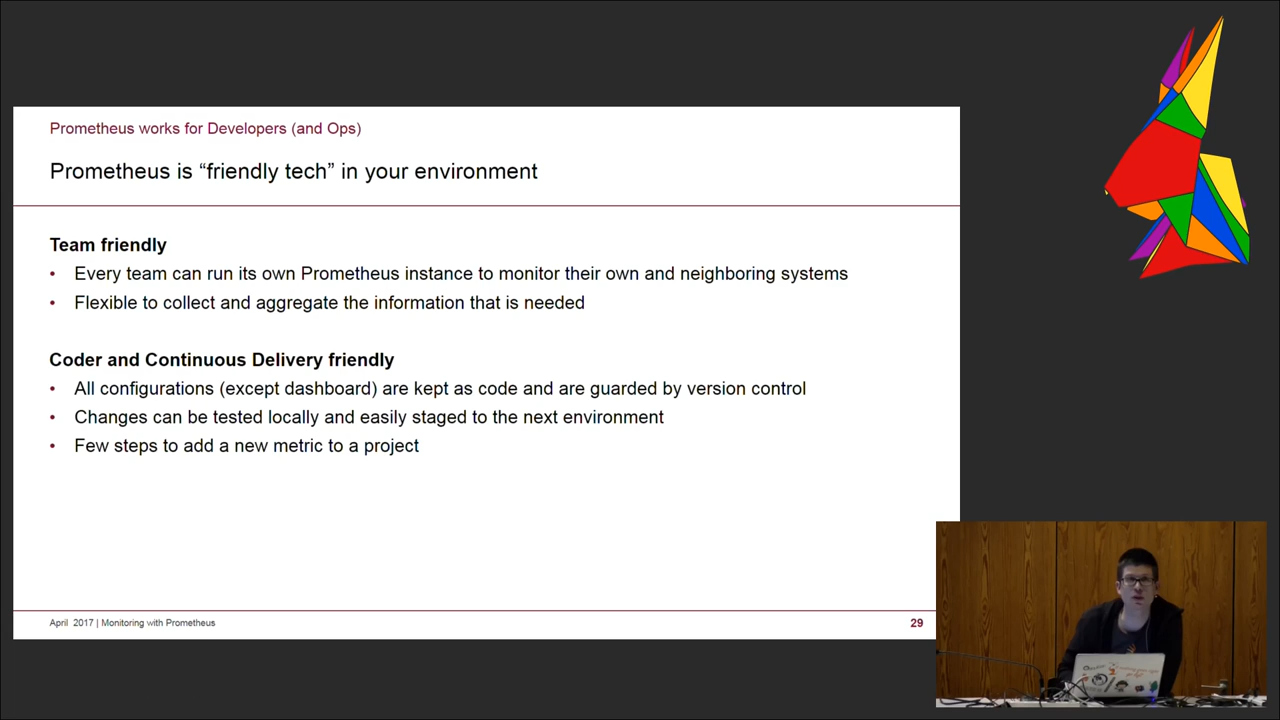 Prometheus works for Developers (and Ops)
Prometheus is “friendly tech” in your environment
Team friendly
• Every team can run its own Prometheus instance to monitor their own and neighboring systems
• Flexible to collect and aggregate the information that is needed
Coder and Continuous Delivery friendly
• All configurations (except dashboard) are kept as code and are guarded by version control
• Changes can be tested locally and easily staged to the next environment
• Few steps to add a new metric to a project
April 2017 | Monitoring with Prometheus
29